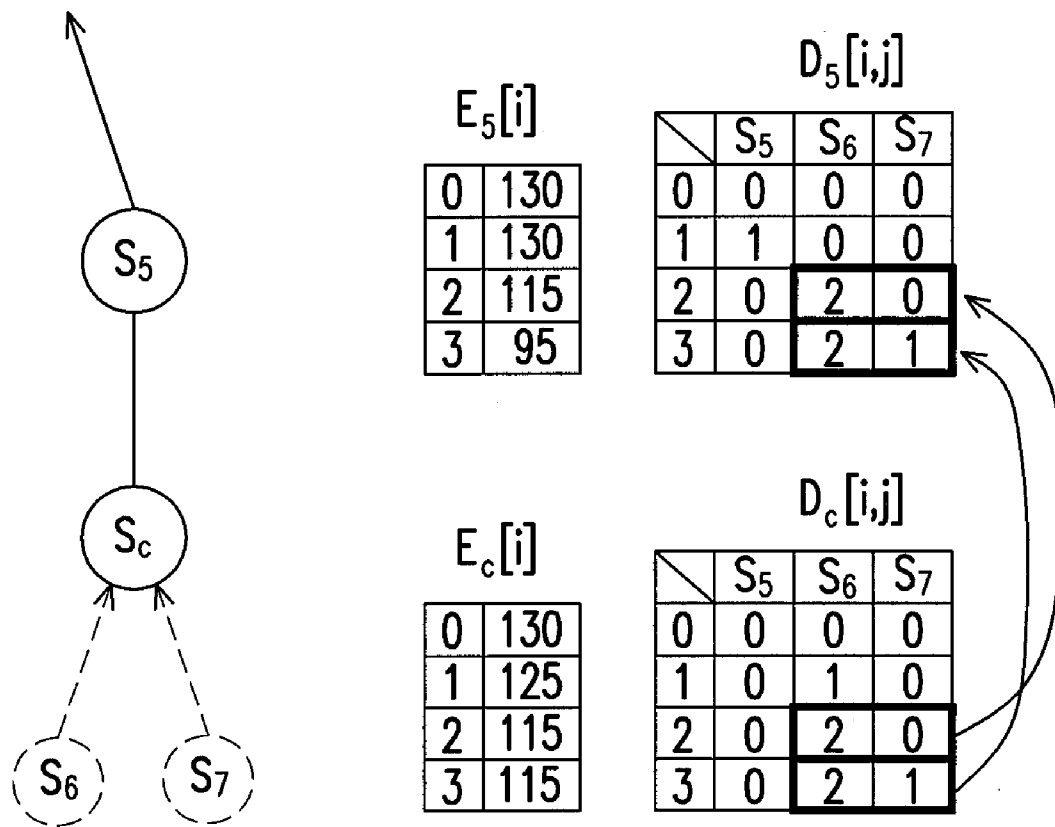 D₅[i,j]
E₅[i]
S₅ S₆ S₇
0 130
0 0 0 0
1 130
1 1 0 0
2 115
2 0 2 0
3 95
3 0 2 1
S₅
S_c
D_c[i,j]
E_c[i]
S₅ S₆ S₇
0 130
0 0 0 0
1 125
1 0 1 0
2 115
2 0 2 0
3 115
3 0 2 1
S₆ S₇